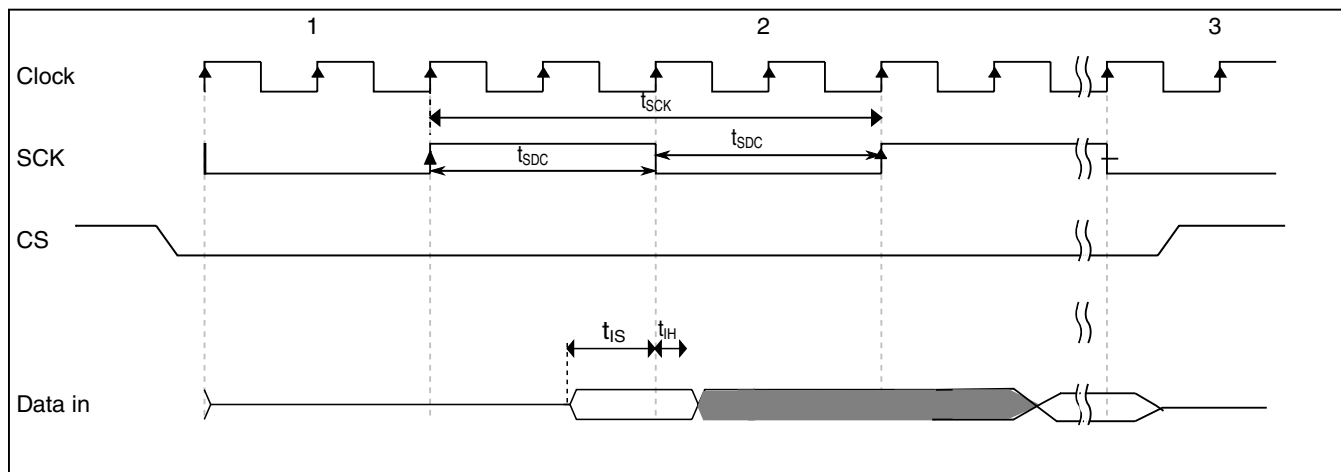 1 2 3
Clock
tSCK
SCK
tSDC tSDC
CS
tIS tIH
Data in